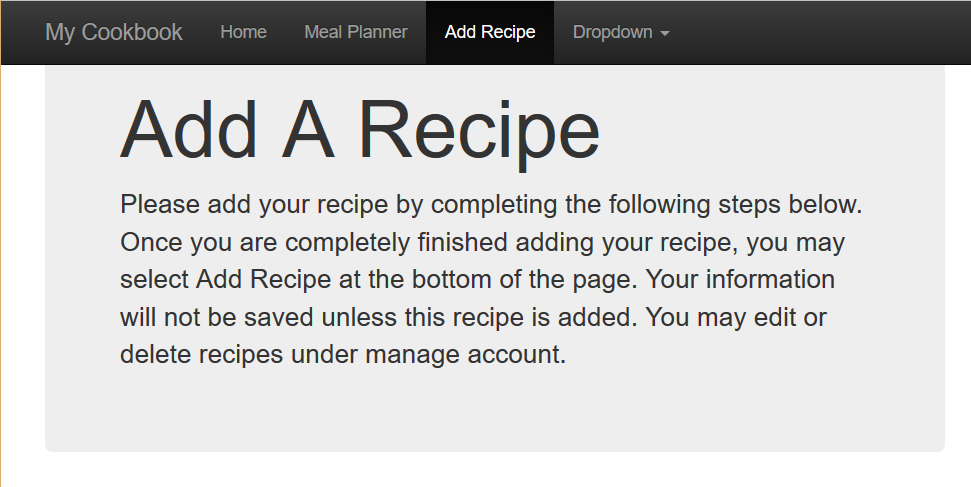 My Cookbook Home Meal Planner Add Recipe Dropdown
Add A Recipe
Please add your recipe by completing the following steps below.
Once you are completely finished adding your recipe, you may
select Add Recipe at the bottom of the page. Your information
will not be saved unless this recipe is added. You may edit or
delete recipes under manage account.